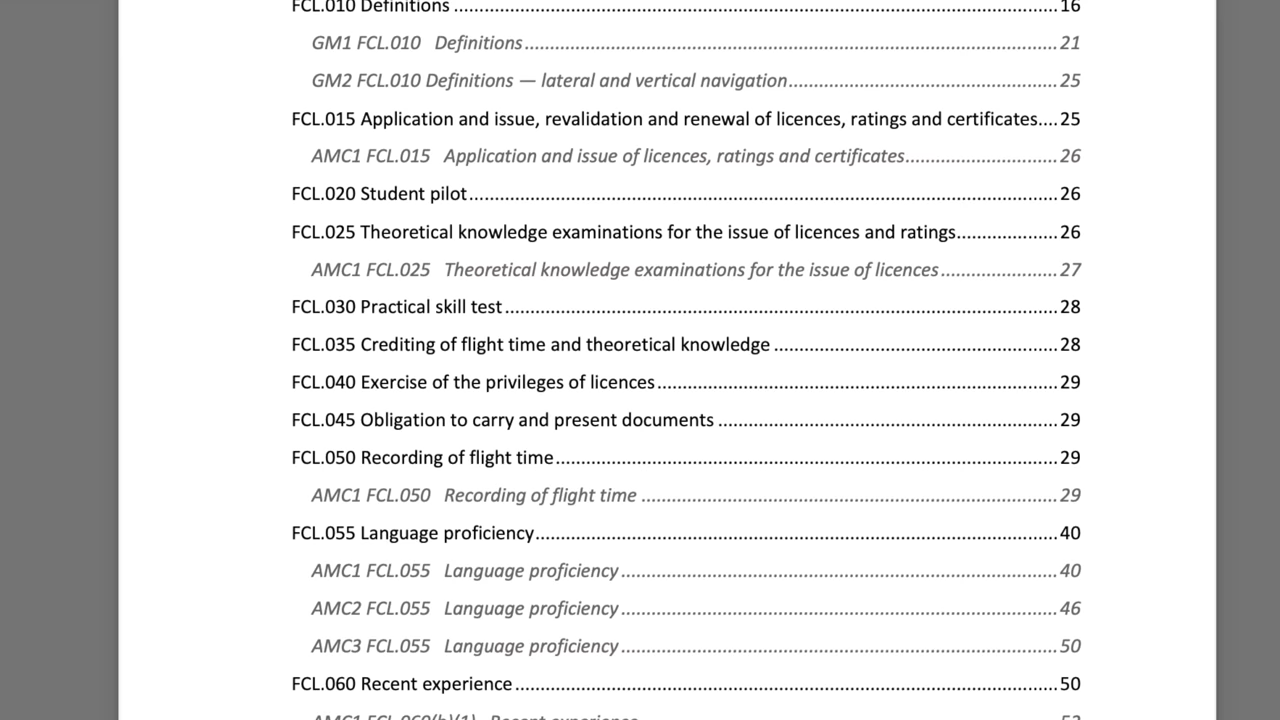 FCL.010 Definitions ........ 16
GM1 FCL.010 Definitions ........ 21
GM2 FCL.010 Definitions — lateral and vertical navigation ........ 25
FCL.015 Application and issue, revalidation and renewal of licences, ratings and certificates.... 25
AMC1 FCL.015 Application and issue of licences, ratings and certificates ........ 26
FCL.020 Student pilot ........ 26
FCL.025 Theoretical knowledge examinations for the issue of licences and ratings ........ 26
AMC1 FCL.025 Theoretical knowledge examinations for the issue of licences ........ 27
FCL.030 Practical skill test ........ 28
FCL.035 Crediting of flight time and theoretical knowledge ........ 28
FCL.040 Exercise of the privileges of licences ........ 29
FCL.045 Obligation to carry and present documents ........ 29
FCL.050 Recording of flight time ........ 29
AMC1 FCL.050 Recording of flight time ........ 29
FCL.055 Language proficiency ........ 40
AMC1 FCL.055 Language proficiency ........ 40
AMC2 FCL.055 Language proficiency ........ 46
AMC3 FCL.055 Language proficiency ........ 50
FCL.060 Recent experience ........ 50
AMC1 FCL.060(b)(1) Recent experience